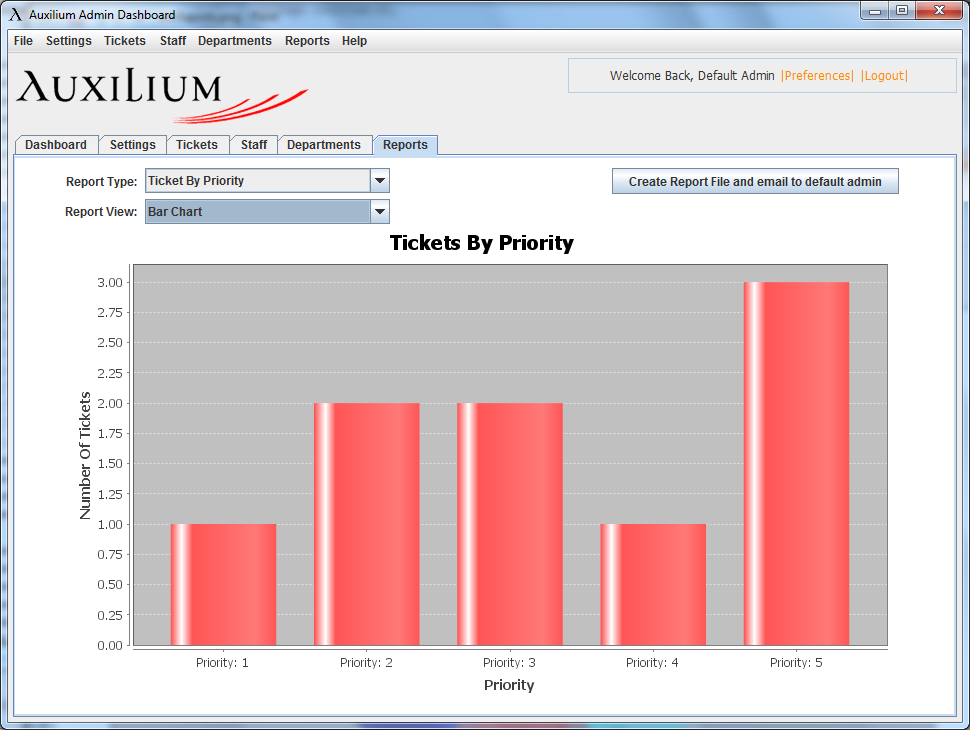 Auxilium Admin Dashboard
File Settings Tickets Staff Departments Reports Help
AUXILIUM
Welcome Back, Default Admin |Preferences| |Logout|
Dashboard Settings Tickets Staff Departments Reports
Report Type: Ticket By Priority
Create Report File and email to default admin
Report View: Bar Chart
Tickets By Priority
3.00
2.75
2.50
2.25
2.00
1.75
1.50
1.25
1.00
0.75
0.50
0.25
0.00
Number Of Tickets
Priority: 1 Priority: 2 Priority: 3 Priority: 4 Priority: 5
Priority